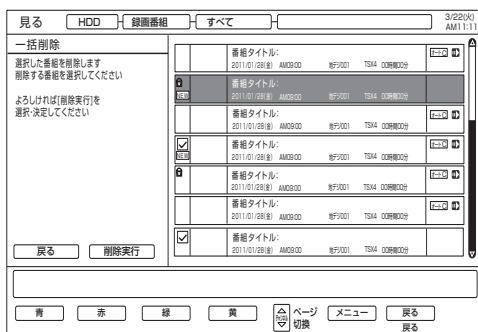 見る HDD 録画番組 すべて 3/22(火)
AM11:11
一括削除
選択した番組を削除します
削除する番組を選択してください
よろしければ[削除実行]を
選択・決定してください
番組タイトル:
2011/01/28(金) AM09:00 地デジ001 TSX4 00時間00分
番組タイトル:
NEW 2011/01/28(金) AM09:00 地デジ001 TSX4 00時間00分
番組タイトル:
2011/01/28(金) AM09:00 地デジ001 TSX4 00時間00分
番組タイトル:
NEW 2011/01/28(金) AM09:00 地デジ001 TSX4 00時間00分
番組タイトル:
2011/01/28(金) AM09:00 地デジ001 TSX4 00時間00分
番組タイトル:
2011/01/28(金) AM09:00 地デジ001 TSX4 00時間00分
番組タイトル:
2011/01/28(金) AM09:00 地デジ001 TSX4 00時間00分
戻る 削除実行
青 赤 緑 黄 ページ 切換 メニュー 戻る
戻る